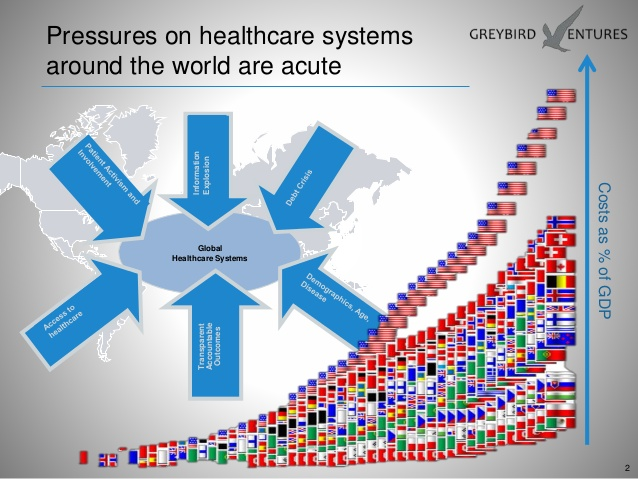 Pressures on healthcare systems
around the world are acute
GREYBIRD VENTURES
Patient Activism and
Involvement
Information
Explosion
Debt Crisis
Global
Healthcare Systems
Access to
healthcare
Transparent
Accountable
Outcomes
Demographics, Age,
Disease
Costs as % of GDP
2